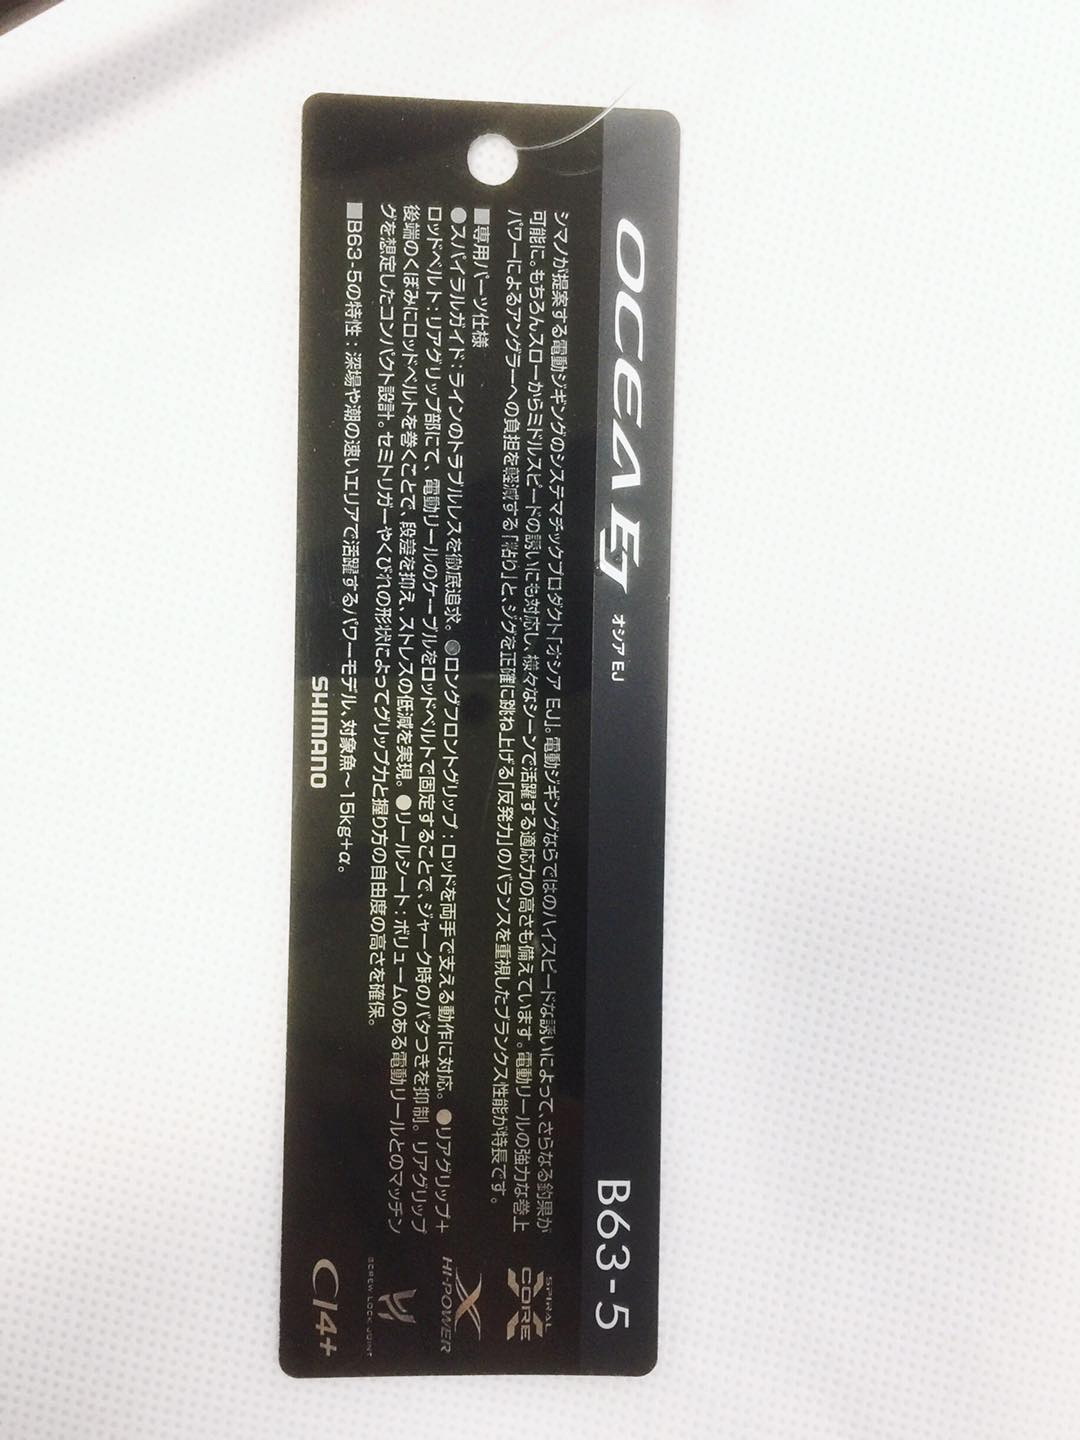 OCEA EJ オシア EJ B63-5
シマノが提案する電動ジギングのシステマチックプロダクト「オシア EJ」。電動ジギングならではのハイスピードな誘いによって、さらなる釣果が
可能に。もちろんスローからミドルスピードの誘いにも対応し、様々なシーンで活躍する適応力の高さも備えています。電動リールの強力な巻上
パワーによるアングラーへの負担を軽減する「粘り」と、ジグを正確に跳ね上げる「反発力」のバランスを重視したブランクス性能が特長です。
■専用パーツ仕様
●スパイラルガイド：ラインのトラブルレスを徹底追求。●ロングフロントグリップ：ロッドを両手で支える動作に対応。●リアグリップ+
ロッドベルト：リアグリップ部にて、電動リールのケーブルをロッドベルトで固定することで、ジャーク時のバタつきを抑制。リアグリップ
後端のくぼみにロッドベルトを巻くことで、段差を抑え、ストレスの低減を実現。●リールシート：ボリュームのある電動リールとのマッチン
グを想定したコンパクト設計。セミトリガーやくびれの形状によってグリップ力と握り方の自由度の高さを確保。
■B63-5の特性：深場や潮の速いエリアで活躍するパワーモデル、対象魚～15kg+α。
SHIMANO
SPIRAL
X CORE
HI-POWER X
SCREW LOCK JOINT
CI4+